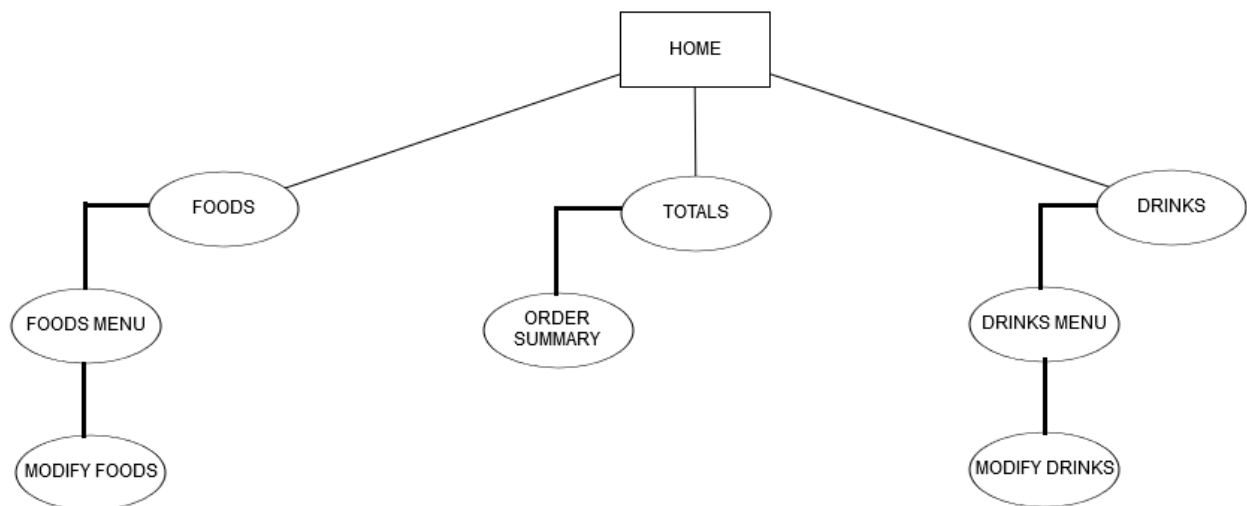 HOME
FOODS
TOTALS
DRINKS
FOODS MENU
ORDER
SUMMARY
DRINKS MENU
MODIFY FOODS
MODIFY DRINKS